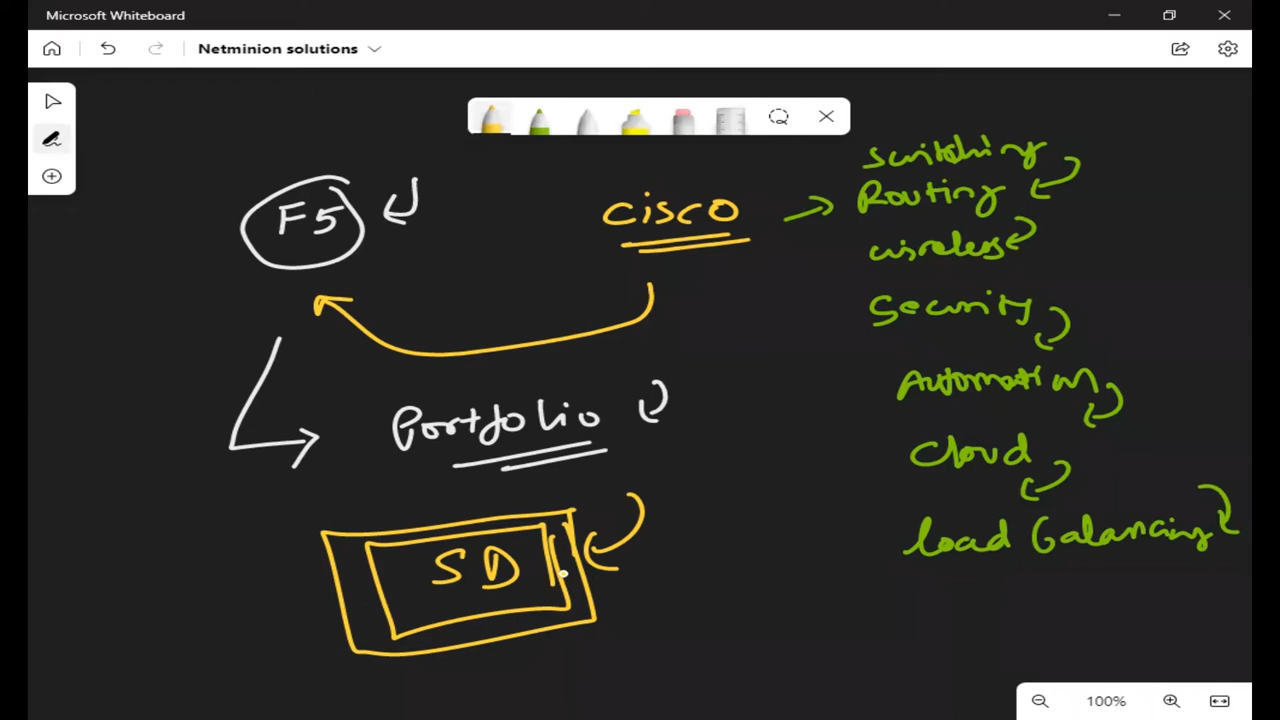 Microsoft Whiteboard
Netminion solutions
F5
cisco
switching
Routing
wireless
Security
Automation
Cloud
load balancing
Portfolio
SD
100%